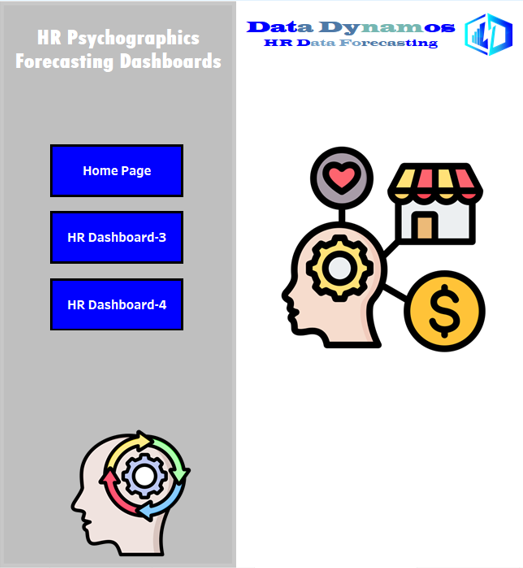 HR Psychographics
Forecasting Dashboards
Data Dynamos
HR Data Forecasting
Home Page
HR Dashboard-3
HR Dashboard-4
$